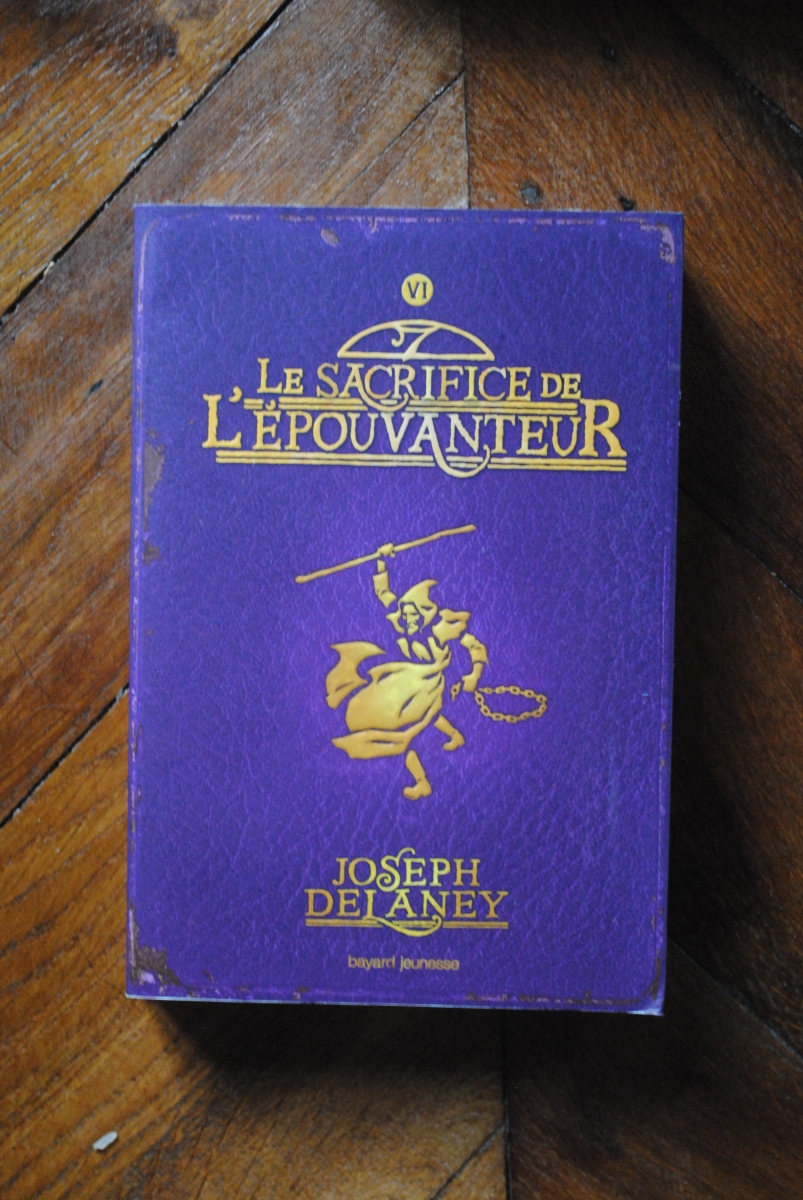 VI
LE SACRIFICE DE
L'ÉPOUVANTEUR
JOSEPH
DELANEY
bayard jeunesse